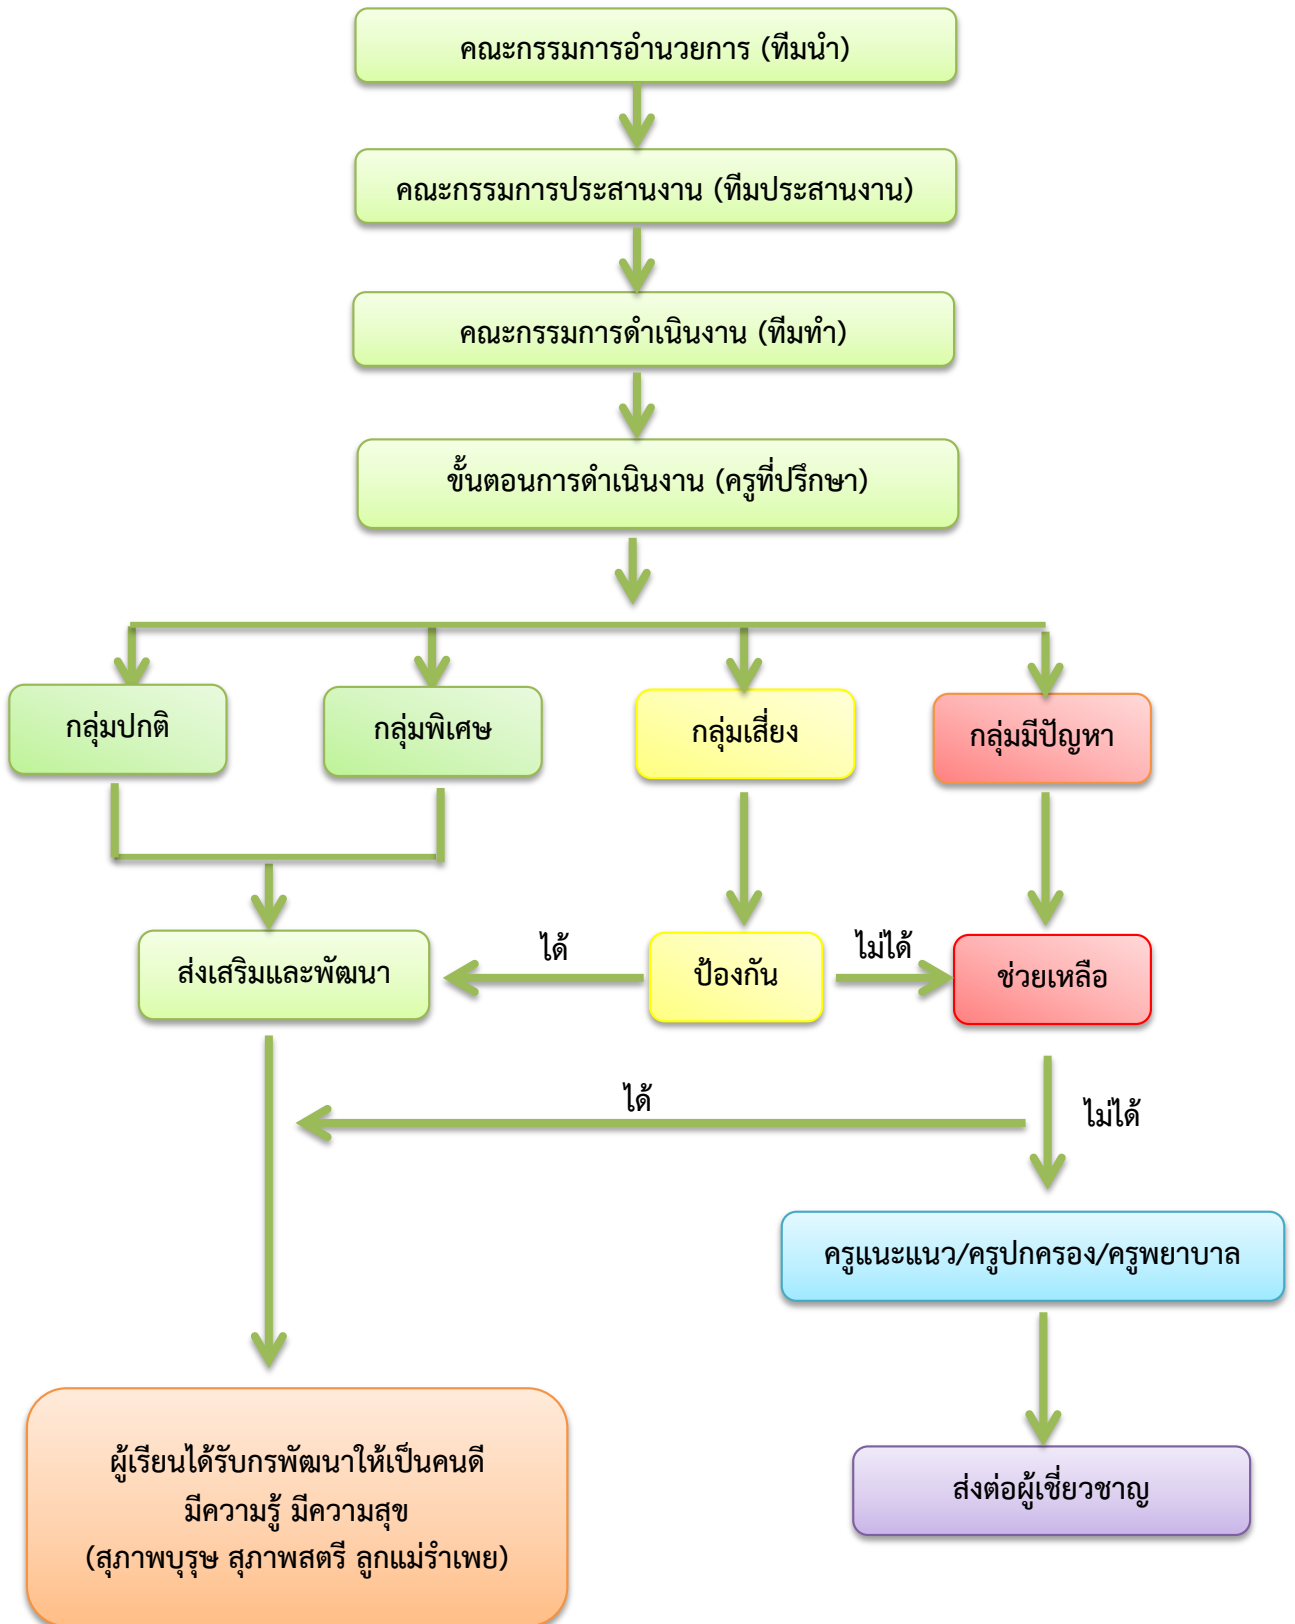 คณะกรรมการอำนวยการ (ทีมนำ)
คณะกรรมการประสานงาน (ทีมประสานงาน)
คณะกรรมการดำเนินงาน (ทีมทำ)
ขั้นตอนการดำเนินงาน (ครูที่ปรึกษา)
กลุ่มปกติ
กลุ่มพิเศษ
กลุ่มเสี่ยง
กลุ่มมีปัญหา
ส่งเสริมและพัฒนา
ได้
ป้องกัน
ไม่ได้
ช่วยเหลือ
ได้
ไม่ได้
ครูแนะแนว/ครูปกครอง/ครูพยาบาล
ผู้เรียนได้รับกรพัฒนาให้เป็นคนดี
มีความรู้ มีความสุข
(สุภาพบุรุษ สุภาพสตรี ลูกแม่รำเพย)
ส่งต่อผู้เชี่ยวชาญ